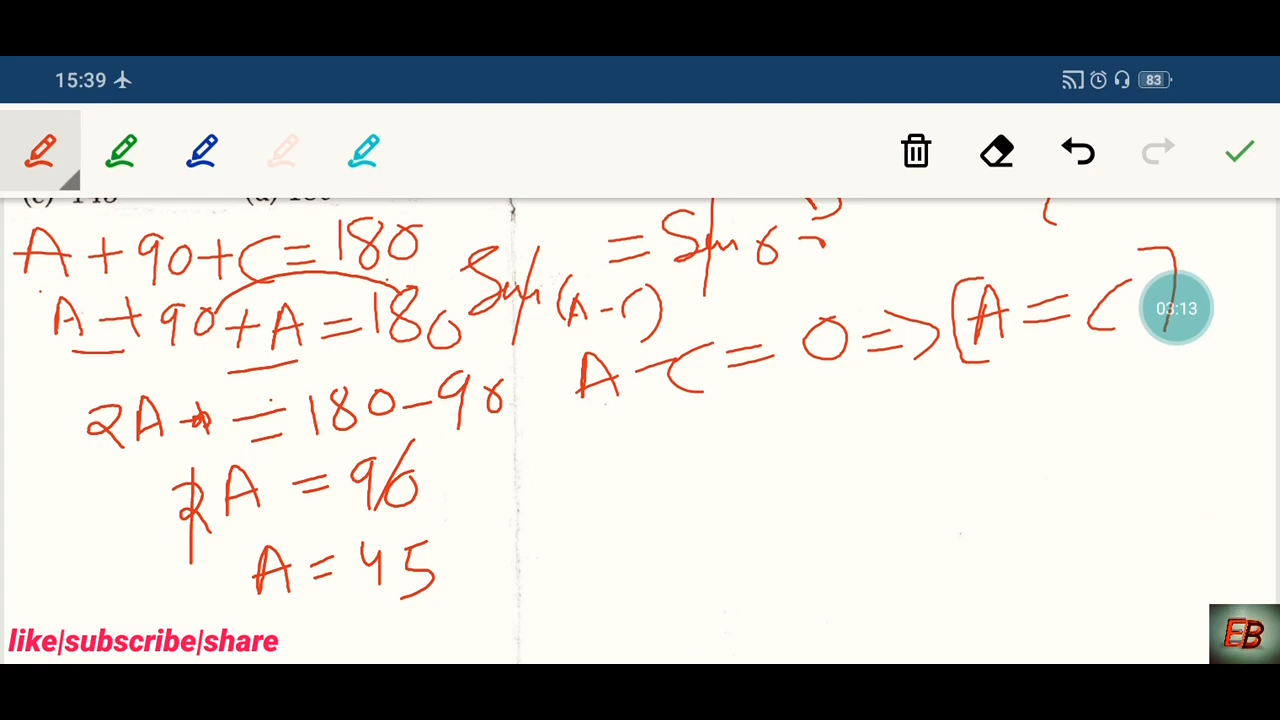 15:39
83
A + 90 + C = 180
A + 90 + A = 180
2A = 180 - 90
2A = 90
A = 45
= Sin 0
Sin (A - C)
A - C = 0 => [A = C]
03:13
like|subscribe|share
EB